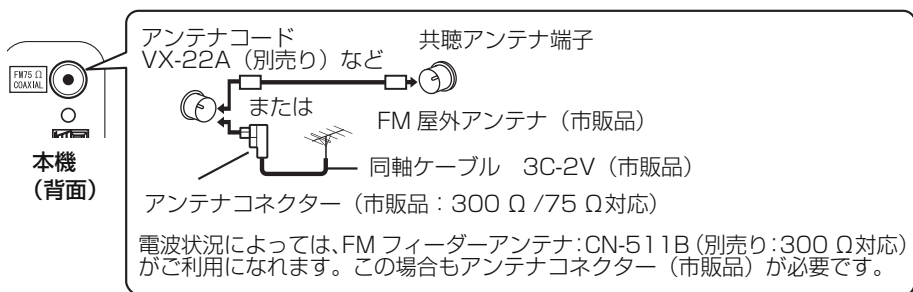 アンテナコード
VX-22A（別売り）など
共聴アンテナ端子
FM75 Ω
COAXIAL
または
FM 屋外アンテナ（市販品）
本機
（背面）
同軸ケーブル　3C-2V（市販品）
アンテナコネクター（市販品：300 Ω /75 Ω対応）
電波状況によっては、FM フィーダーアンテナ：CN-511B（別売り：300 Ω対応）
がご利用になれます。この場合もアンテナコネクター（市販品）が必要です。